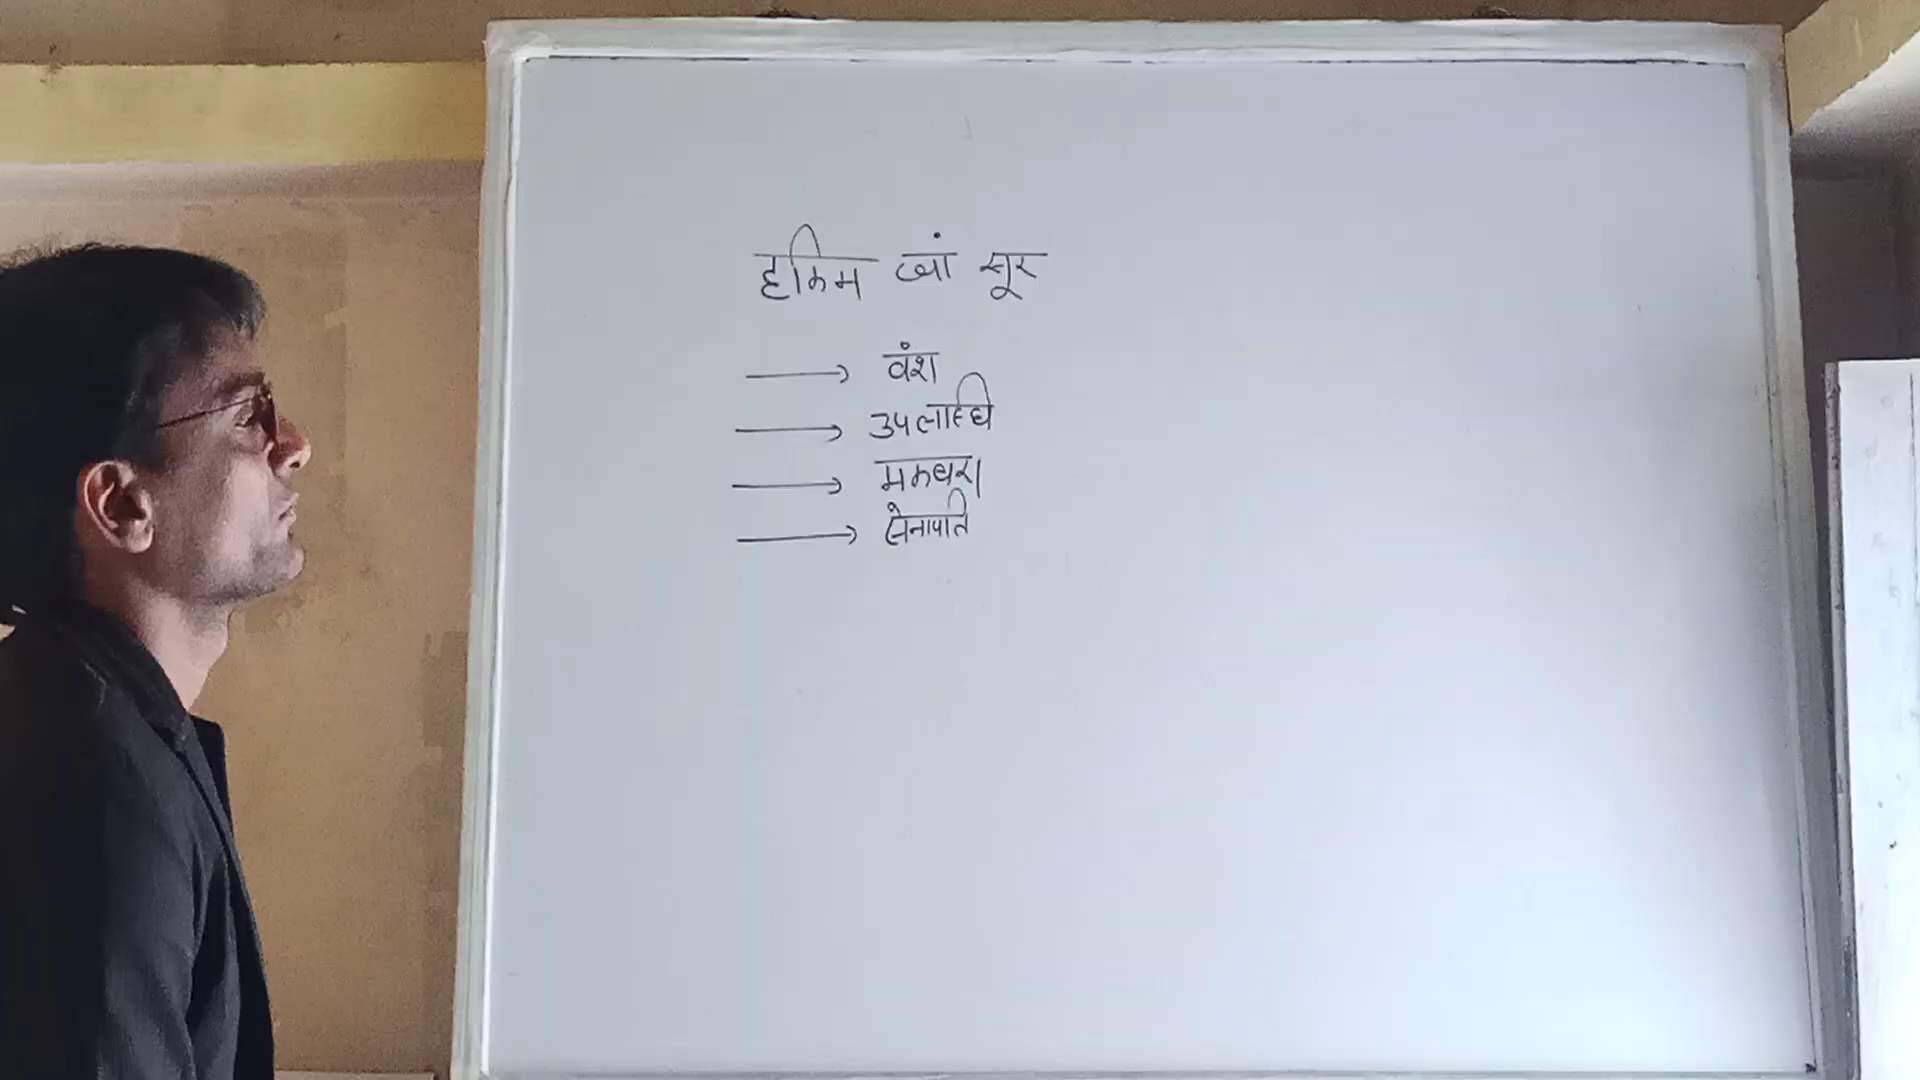 हकिम खां सूर
वंश
उपलब्धि
मकबरा
सेनापति